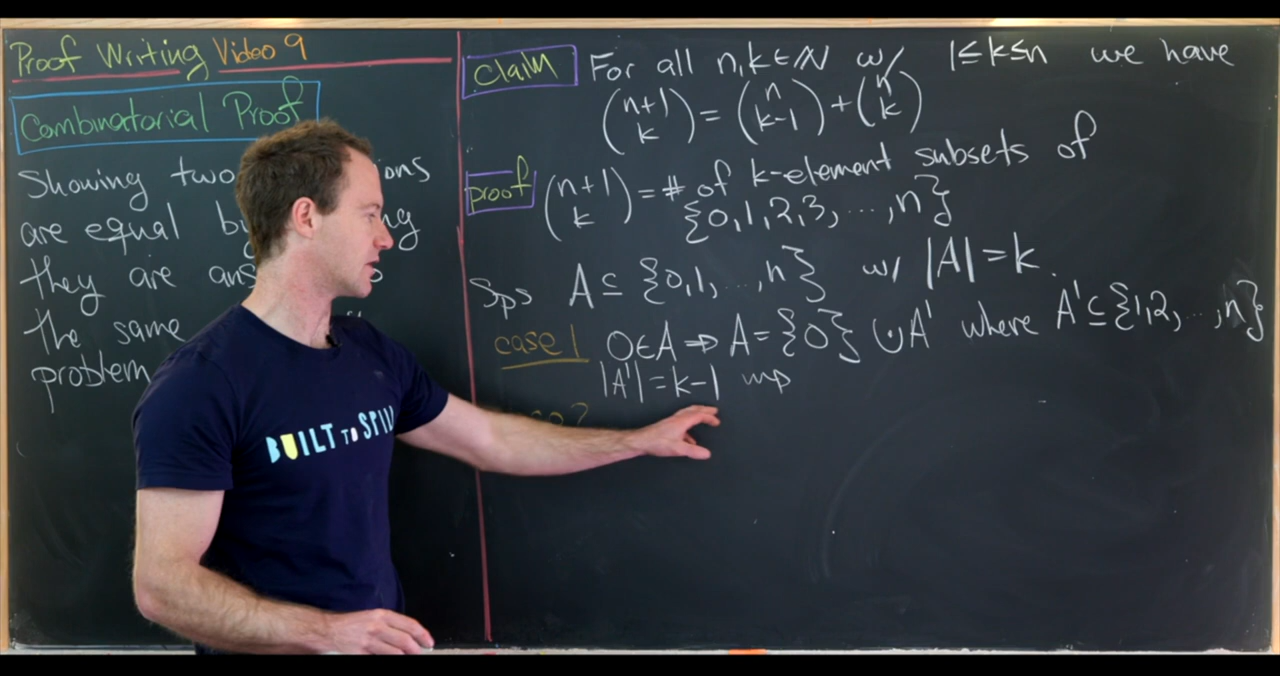 Proof Writing Video 9
Combinatorial Proof
Showing two
are equal by
they are
the same
problem
claim For all n, k ∈ ℕ w/ 1 ≤ k ≤ n we have
(n+1 k) = (n k-1) + (n k)
proof (n+1 k) = # of k-element subsets of
{0, 1, 2, 3, ..., n}
Sps A ⊆ {0, 1, ..., n} w/ |A| = k.
case 1 0 ∈ A ⇒ A = {0} ∪ A' where A' ⊆ {1, 2, ..., n}
|A'| = k-1
BUILT TO SPILL